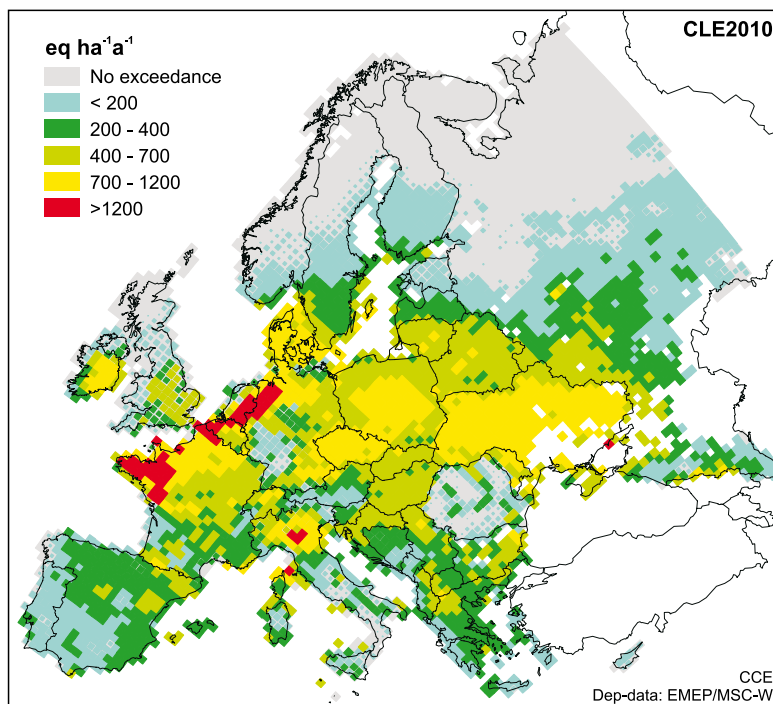 CLE2010
eq ha⁻¹a⁻¹
No exceedance
< 200
200 - 400
400 - 700
700 - 1200
>1200
CCE
Dep-data: EMEP/MSC-W